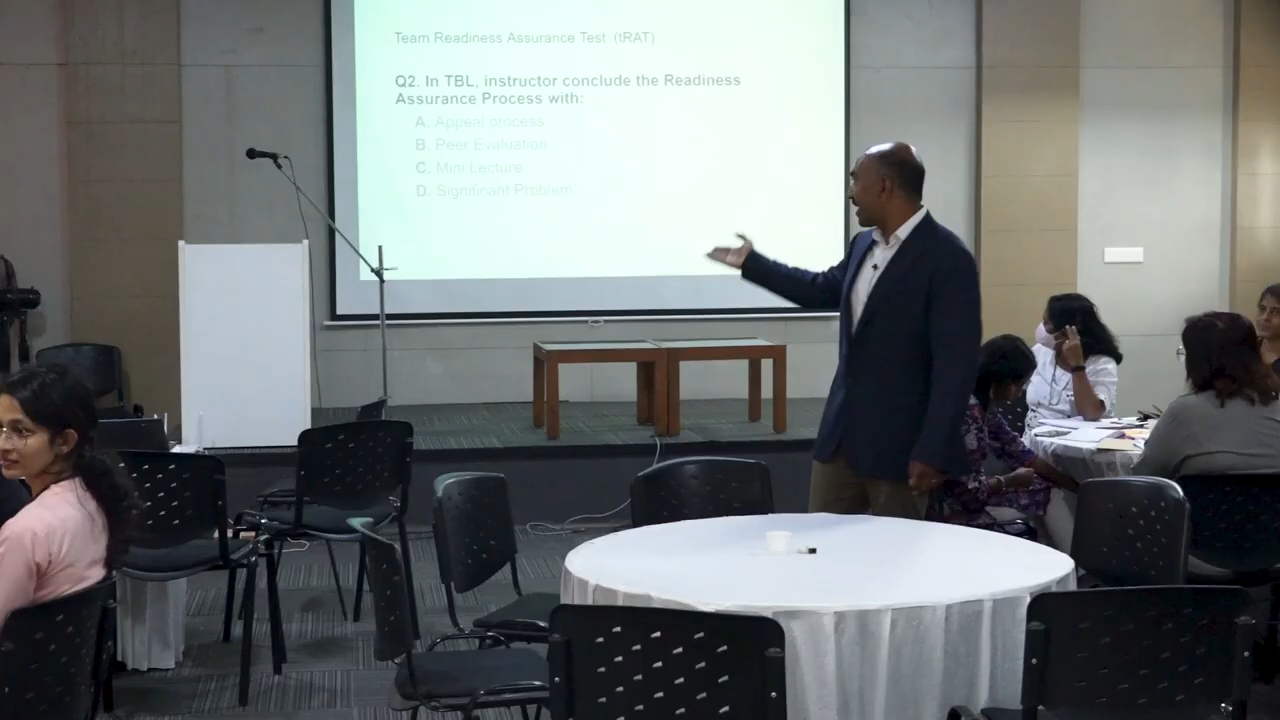 Team Readiness Assurance Test (tRAT)
Q2. In TBL, instructor conclude the Readiness
Assurance Process with:
A. Appeal process
B. Peer Evaluation
C. Mini Lecture
D. Significant Problem